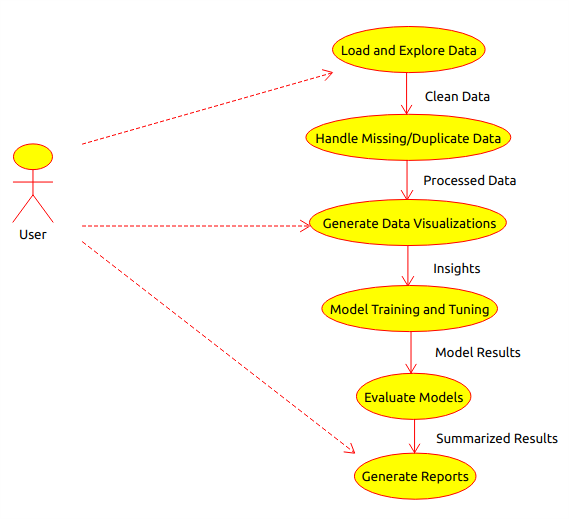 Load and Explore Data
Clean Data
Handle Missing/Duplicate Data
Processed Data
User
Generate Data Visualizations
Insights
Model Training and Tuning
Model Results
Evaluate Models
Summarized Results
Generate Reports